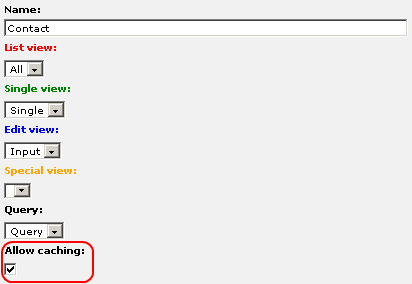 Name:
Contact
List view:
All
Single view:
Single
Edit view:
Input
Special view:
Query:
Query
Allow caching: